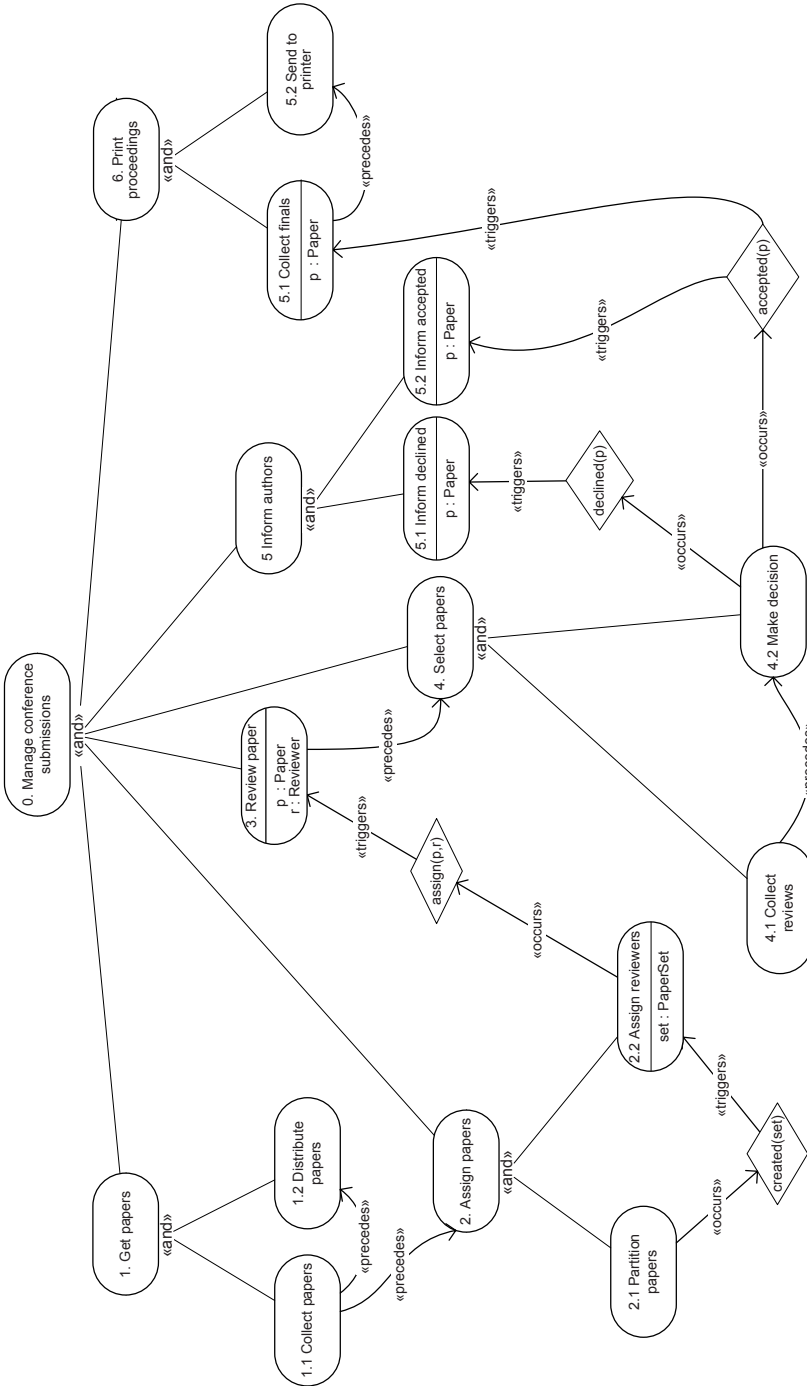 0. Manage conference
submissions
«and»
1. Get papers
«and»
1.1 Collect papers
1.2 Distribute
papers
«precedes»
«precedes»
2. Assign papers
«and»
2.1 Partition
papers
«occurs»
created(set)
«triggers»
2.2 Assign reviewers
set : PaperSet
«occurs»
assign(p,r)
«triggers»
3. Review paper
p : Paper
r : Reviewer
«precedes»
4. Select papers
«and»
4.1 Collect
reviews
«precedes»
4.2 Make decision
«occurs»
declined(p)
«triggers»
«occurs»
accepted(p)
«triggers»
«triggers»
5 Inform authors
«and»
5.1 Inform declined
p : Paper
5.2 Inform accepted
p : Paper
6. Print
proceedings
«and»
5.1 Collect finals
p : Paper
«precedes»
5.2 Send to
printer